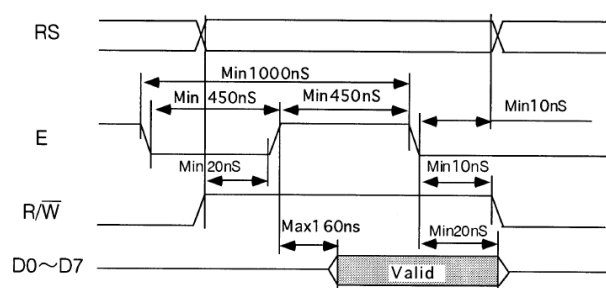 RS
Min1000nS
Min 450nS Min450nS
Min10nS
E
Min20nS Min10nS
R/W̅
Max160ns Min20nS
D0～D7 Valid